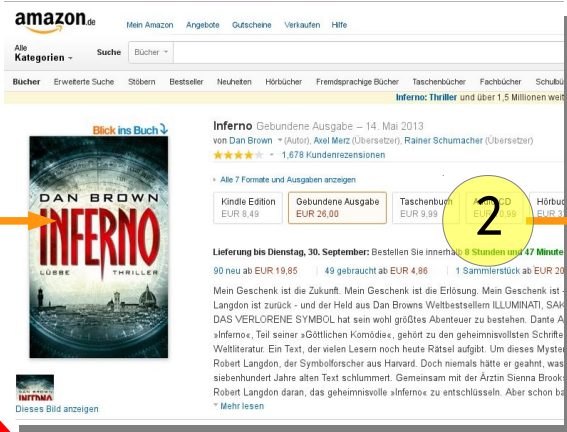 amazon.de
Mein Amazon Angebote Gutscheine Verkaufen Hilfe
Alle
Kategorien
Suche Bücher
Bücher Erweiterte Suche Stöbern Bestseller Neuheiten Hörbücher Fremdsprachige Bücher Taschenbücher Fachbücher Schulbü
Inferno: Thriller und über 1,5 Millionen weit
Blick ins Buch
DAN BROWN
INFERNO
LÜBBE THRILLER
Dieses Bild anzeigen
Inferno Gebundene Ausgabe – 14. Mai 2013
von Dan Brown (Autor), Axel Merz (Übersetzer), Rainer Schumacher (Übersetzer)
1,678 Kundenrezensionen
Alle 7 Formate und Ausgaben anzeigen
Kindle Edition
EUR 8,49
Gebundene Ausgabe
EUR 26,00
Taschenbuch
EUR 9,99
CD
2
Lieferung bis Dienstag, 30. September: Bestellen Sie innerhalb 8 Stunden und 47 Minute
90 neu ab EUR 19,85 49 gebraucht ab EUR 4,86 1 Sammlerstück ab EUR 20
Mein Geschenk ist die Zukunft. Mein Geschenk ist die Erlösung. Mein Geschenk ist -
Langdon ist zurück - und der Held aus Dan Browns Weltbestsellern ILLUMINATI, SAK
DAS VERLORENE SYMBOL hat sein wohl größtes Abenteuer zu bestehen. Dante A
»Inferno«, Teil seiner »Göttlichen Komödie«, gehört zu den geheimnisvollsten Schrifte
Weltliteratur. Ein Text, der vielen Lesern noch heute Rätsel aufgibt. Um dieses Myster
Robert Langdon, der Symbolforscher aus Harvard. Doch niemals hätte er geahnt, was
siebenhundert Jahre alten Text schlummert. Gemeinsam mit der Ärztin Sienna Brooks
Robert Langdon daran, das geheimnisvolle »Inferno« zu entschlüsseln. Aber schon ba
Mehr lesen